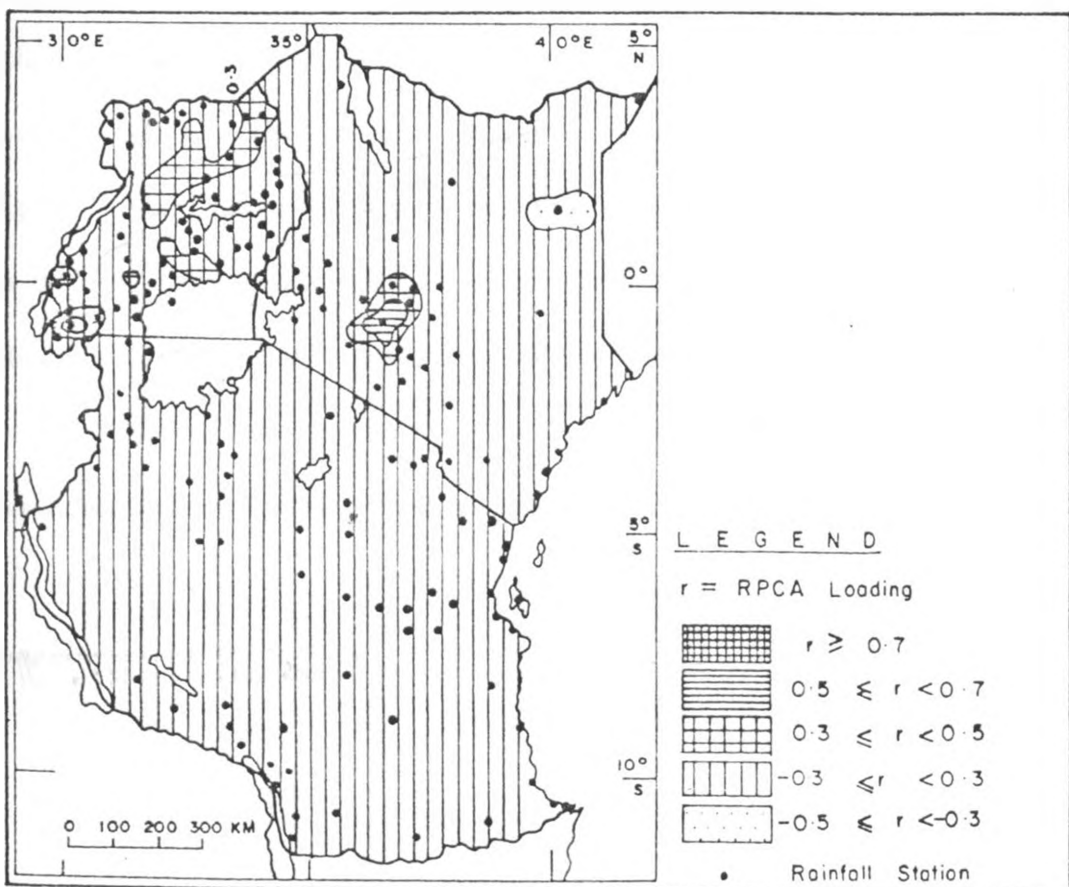 30°E 35° 40°E 5°
N
0.3
0°
5°
S
10°
S
0 100 200 300 KM
LEGEND
r = RPCA Loading
r ≥ 0.7
0.5 ≤ r < 0.7
0.3 ≤ r < 0.5
-0.3 ≤ r < 0.3
-0.5 ≤ r < -0.3
Rainfall Station